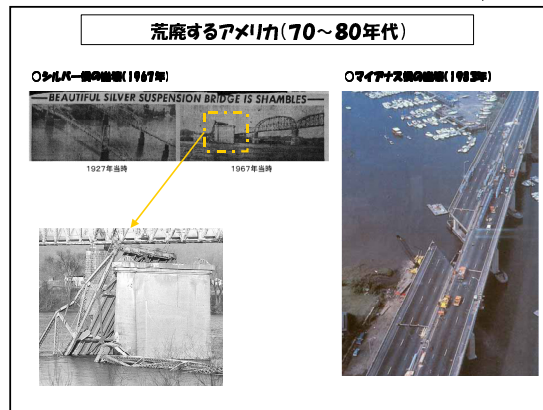 荒廃するアメリカ(70～80年代)
○シルバー橋の崩壊(1967年)
BEAUTIFUL SILVER SUSPENSION BRIDGE IS SHAMBLES
1927年当時
1967年当時
○マイアナス橋の崩壊(1983年)